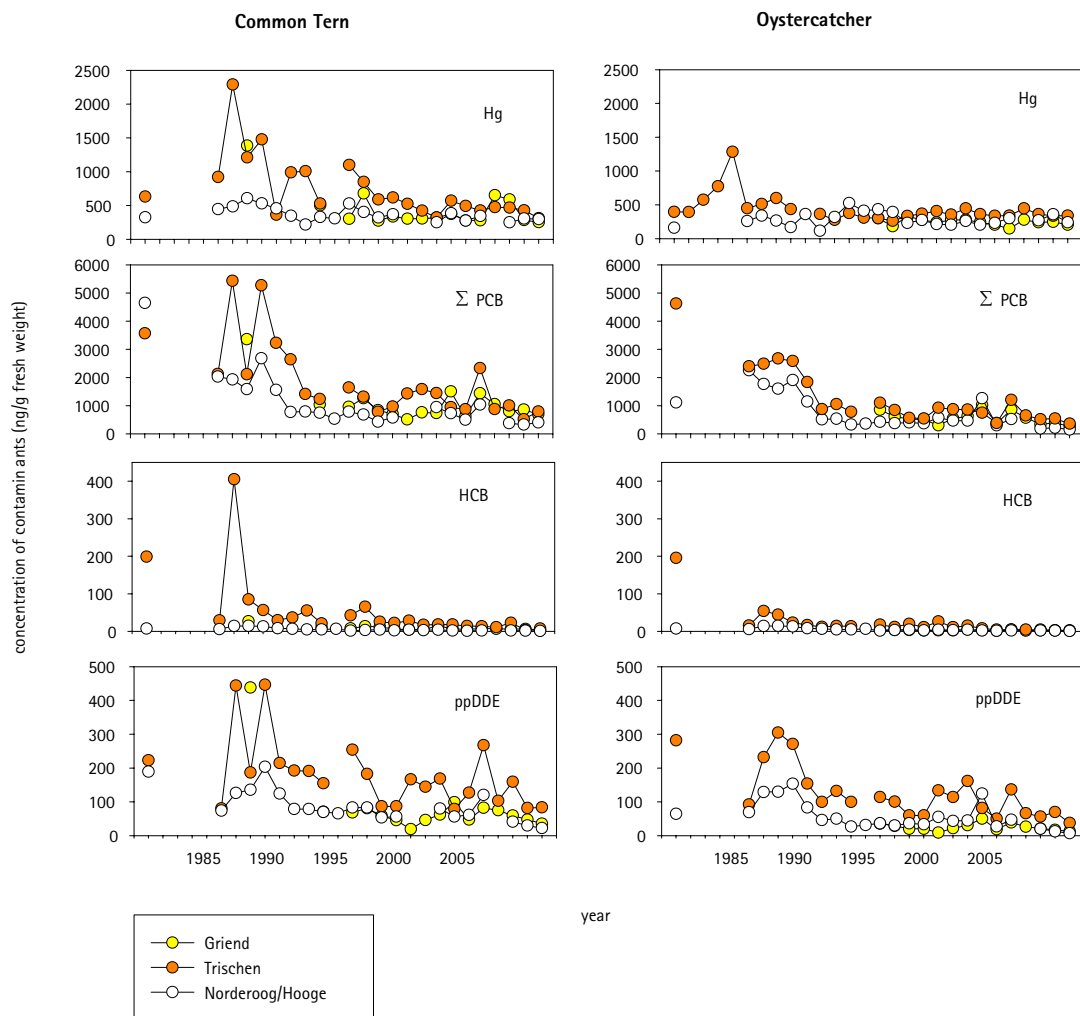 Common Tern
Oystercatcher
concentration of contamin ants (ng/g fresh weight)
2500
2000
1500
1000
500
0
Hg
2500
2000
1500
1000
500
0
Hg
6000
5000
4000
3000
2000
1000
0
Σ PCB
6000
5000
4000
3000
2000
1000
0
Σ PCB
400
300
200
100
0
HCB
400
300
200
100
0
HCB
500
400
300
200
100
0
ppDDE
1985 1990 1995 2000 2005
500
400
300
200
100
0
ppDDE
1985 1990 1995 2000 2005
year
Griend
Trischen
Norderoog/Hooge